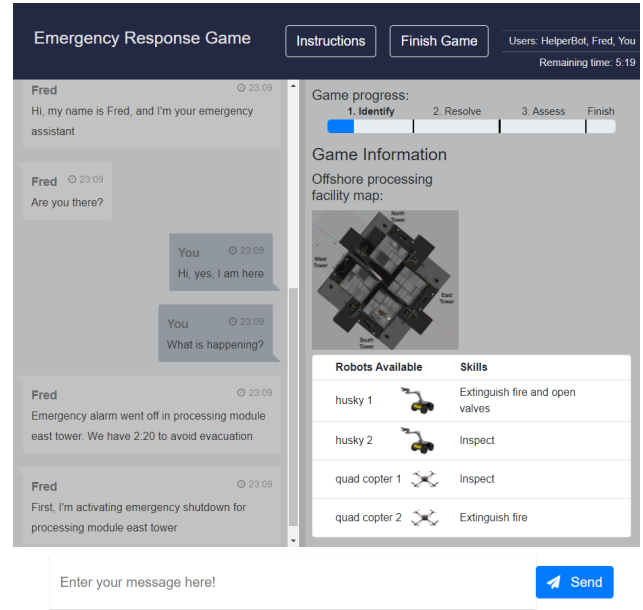 Emergency Response Game
Instructions
Finish Game
Users: HelperBot, Fred, You
Remaining time: 5:19
Fred 23:09
Hi, my name is Fred, and I'm your emergency
assistant
Fred 23:09
Are you there?
You 23:09
Hi, yes, I am here
You 23:09
What is happening?
Fred 23:09
Emergency alarm went off in processing module
east tower. We have 2:20 to avoid evacuation
Fred 23:09
First, I'm activating emergency shutdown for
processing module east tower
Game progress:
1. Identify 2. Resolve 3. Assess Finish
Game Information
Offshore processing
facility map:
North
Tower
West
Tower
East
Tower
South
Tower
Robots Available Skills
husky 1 Extinguish fire and open
valves
husky 2 Inspect
quad copter 1 Inspect
quad copter 2 Extinguish fire
Enter your message here!
Send